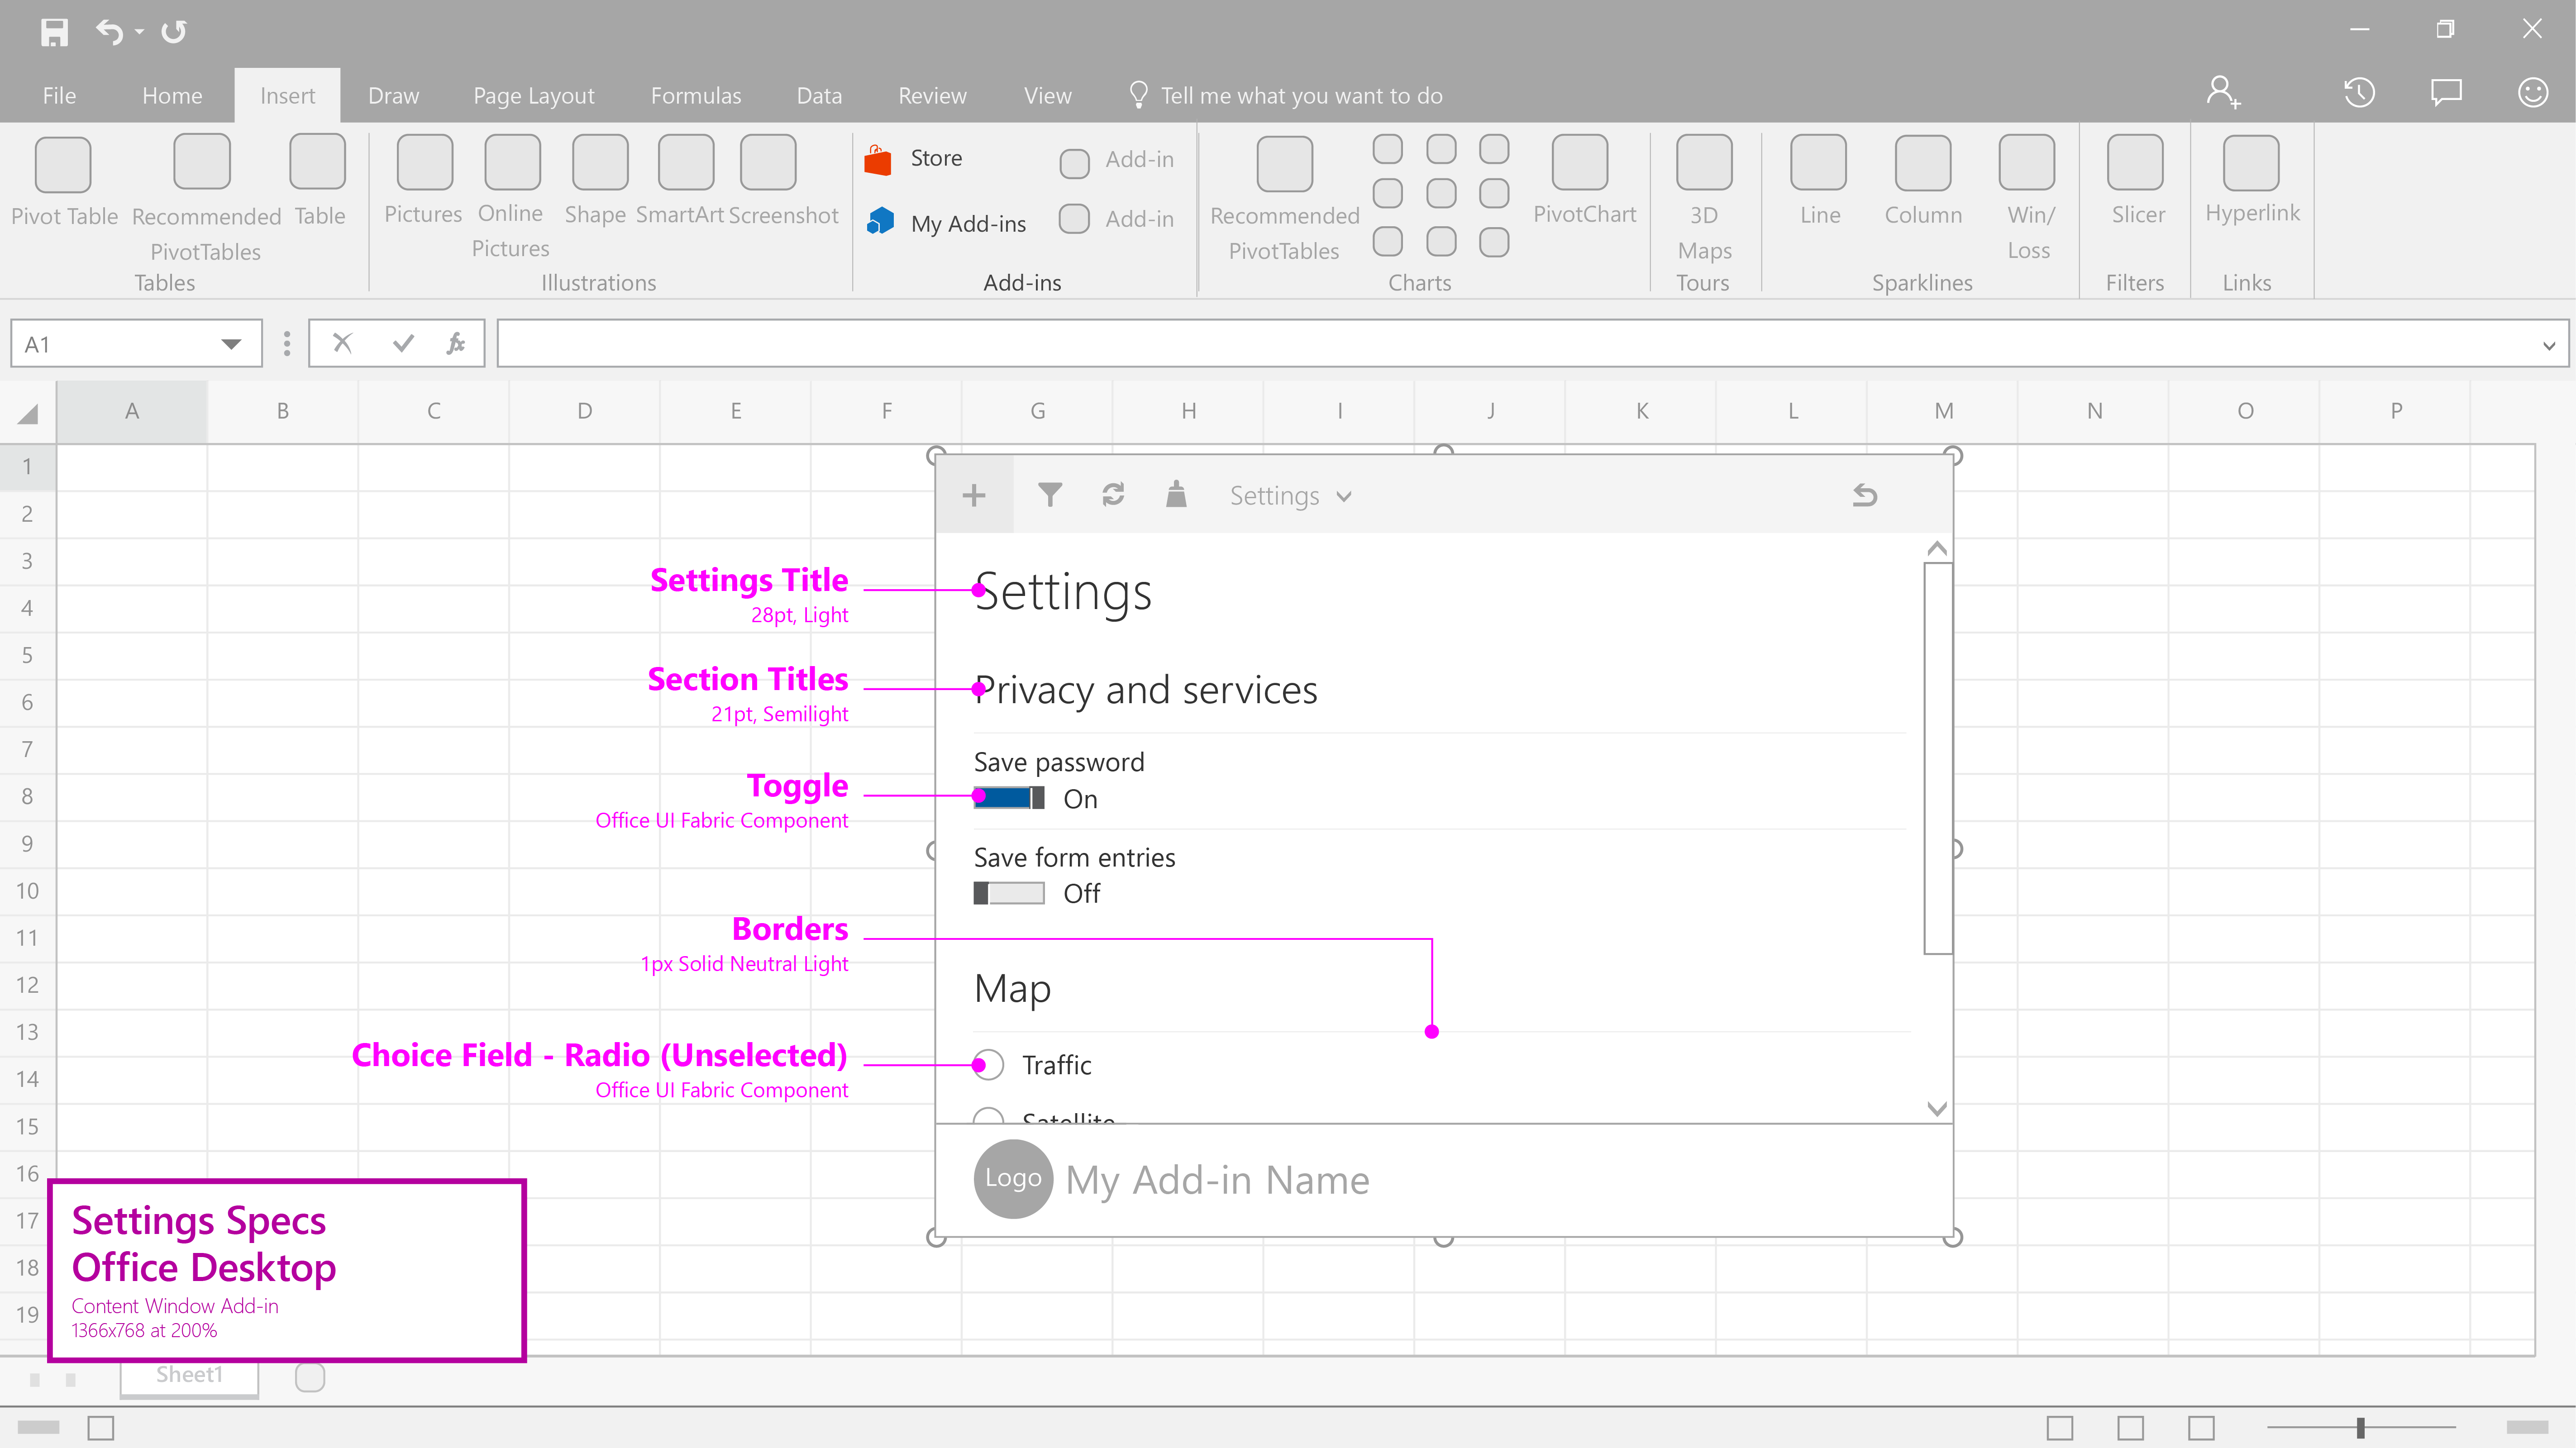 File Home Insert Draw Page Layout Formulas Data Review View Tell me what you want to do
Pivot Table
Recommended
PivotTables
Table
Tables
Pictures
Online
Pictures
Shape
SmartArt
Screenshot
Illustrations
Store
My Add-ins
Add-in
Add-in
Add-ins
Recommended
PivotTables
PivotChart
Charts
3D
Maps
Tours
Line
Column
Win/
Loss
Sparklines
Slicer
Filters
Hyperlink
Links
A1
fx
A B C D E F G H I J K L M N O P
1
2
3
4
5
6
7
8
9
10
11
12
13
14
15
16
17
18
19
Settings
Settings Title
28pt, Light
Settings
Section Titles
21pt, Semilight
Privacy and services
Save password
Toggle
Office UI Fabric Component
On
Save form entries
Off
Borders
1px Solid Neutral Light
Map
Choice Field - Radio (Unselected)
Office UI Fabric Component
Traffic
Satellite
Logo My Add-in Name
Settings Specs
Office Desktop
Content Window Add-in
1366x768 at 200%
Sheet1